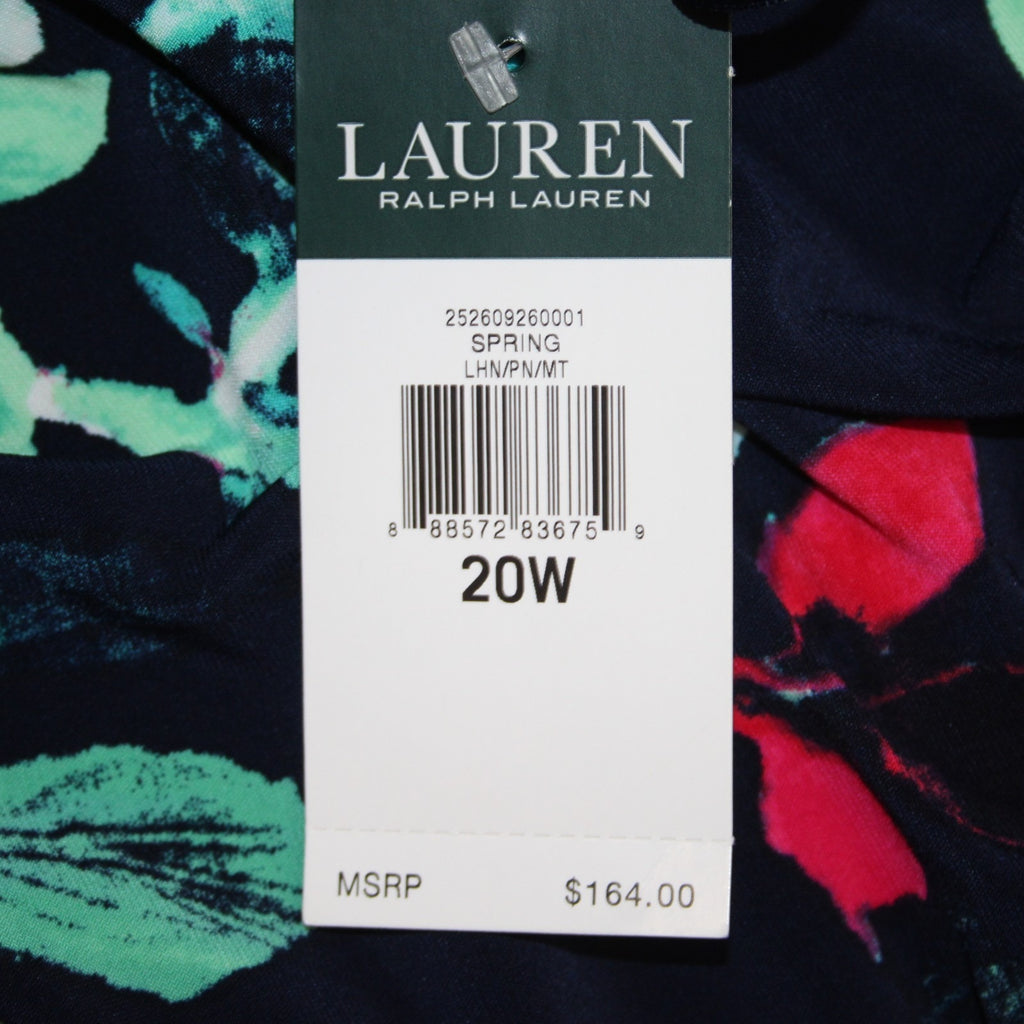 LAUREN
RALPH LAUREN
252609260001
SPRING
LHN/PN/MT
8 88572 83675 9
20W
MSRP $164.00